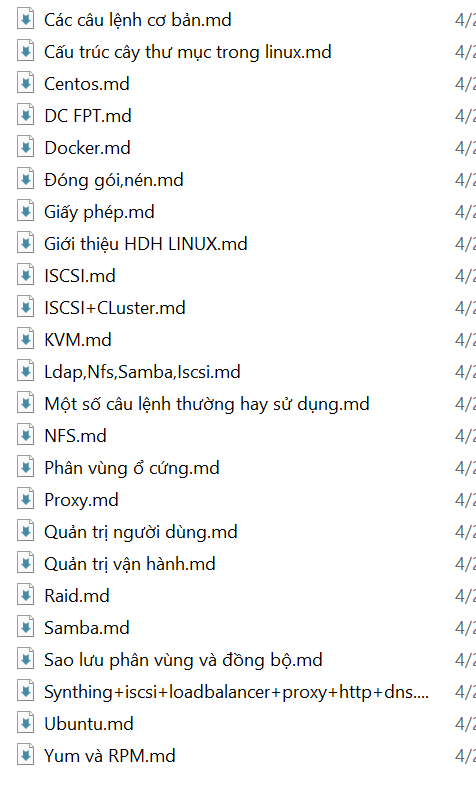 Các câu lệnh cơ bản.md 4/2
Cấu trúc cây thư mục trong linux.md 4/2
Centos.md 4/2
DC FPT.md 4/2
Docker.md 4/2
Đóng gói,nén.md 4/2
Giấy phép.md 4/2
Giới thiệu HDH LINUX.md 4/2
ISCSI.md 4/2
ISCSI+CLuster.md 4/2
KVM.md 4/2
Ldap,Nfs,Samba,Iscsi.md 4/2
Một số câu lệnh thường hay sử dụng.md 4/2
NFS.md 4/2
Phân vùng ổ cứng.md 4/2
Proxy.md 4/2
Quản trị người dùng.md 4/2
Quản trị vận hành.md 4/2
Raid.md 4/2
Samba.md 4/2
Sao lưu phân vùng và đồng bộ.md 4/2
Synthing+iscsi+loadbalancer+proxy+http+dns.... 4/2
Ubuntu.md 4/2
Yum và RPM.md 4/2